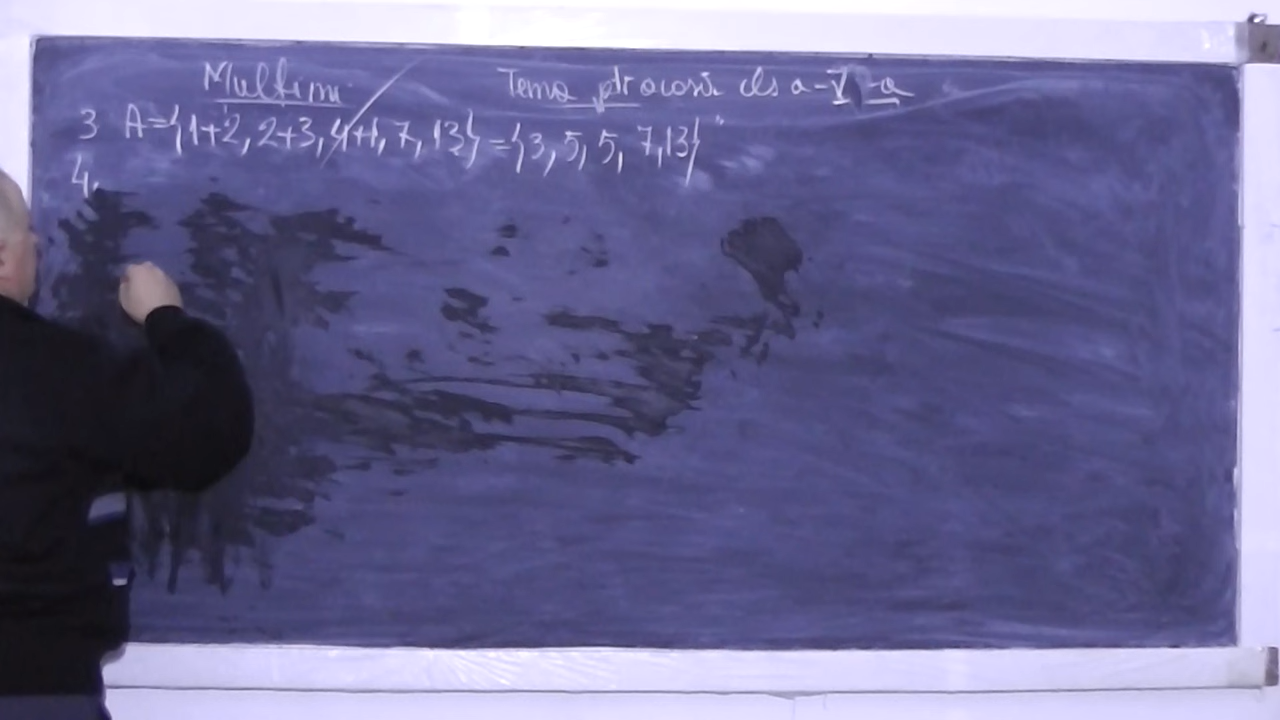 Mulțimi Tema pt acasă cls a-V-a
3 A={1+2, 2+3, 4+1, 7, 13} ={3, 5, 5, 7,13}
4.